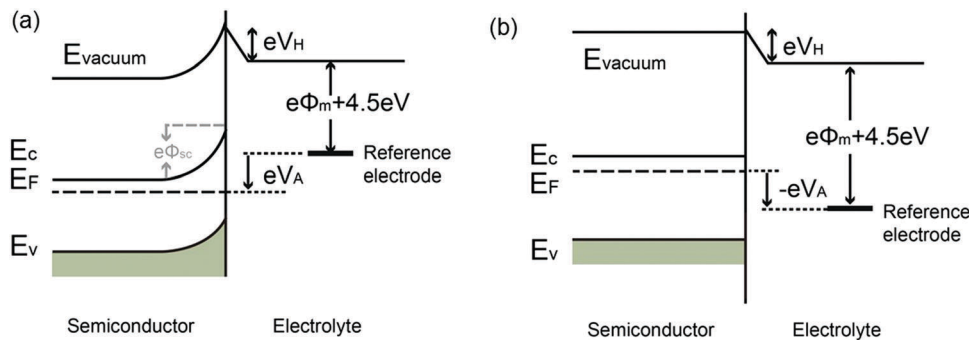 (a)
Evacuum
eVH
eΦm+4.5eV
eΦsc
Ec
EF
Reference
electrode
eVA
Ev
Semiconductor
Electrolyte
(b)
Evacuum
eVH
eΦm+4.5eV
Ec
EF
-eVA
Reference
electrode
Ev
Semiconductor
Electrolyte